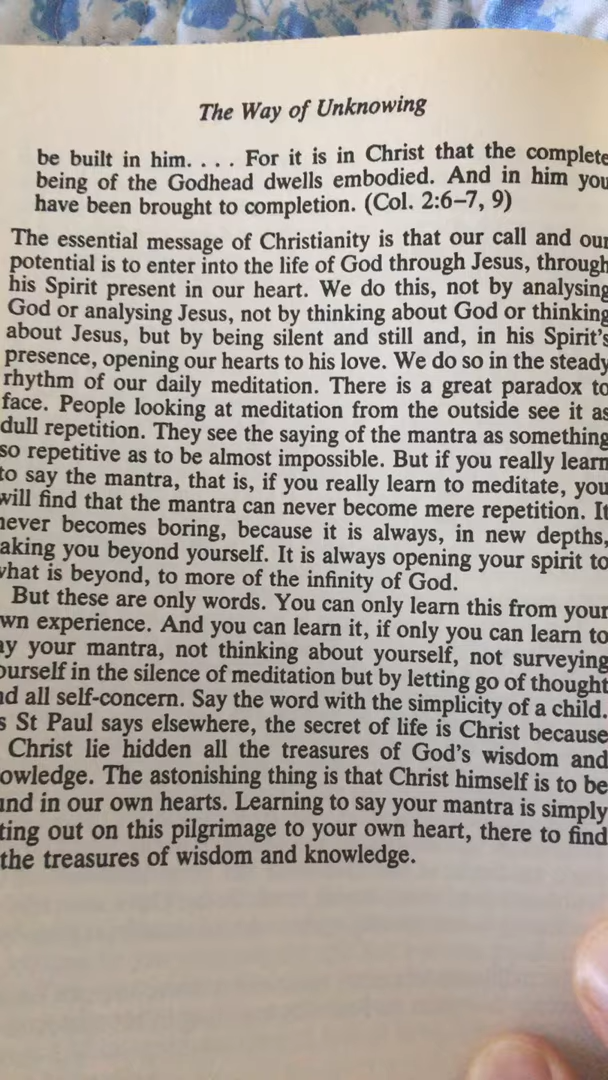 The Way of Unknowing
be built in him. . . . For it is in Christ that the complete
being of the Godhead dwells embodied. And in him you
have been brought to completion. (Col. 2:6–7, 9)
The essential message of Christianity is that our call and our
potential is to enter into the life of God through Jesus, through
his Spirit present in our heart. We do this, not by analysing
God or analysing Jesus, not by thinking about God or thinking
about Jesus, but by being silent and still and, in his Spirit's
presence, opening our hearts to his love. We do so in the steady
rhythm of our daily meditation. There is a great paradox to
face. People looking at meditation from the outside see it as
dull repetition. They see the saying of the mantra as something
so repetitive as to be almost impossible. But if you really learn
to say the mantra, that is, if you really learn to meditate, you
will find that the mantra can never become mere repetition. It
never becomes boring, because it is always, in new depths,
aking you beyond yourself. It is always opening your spirit to
what is beyond, to more of the infinity of God.
But these are only words. You can only learn this from your
wn experience. And you can learn it, if only you can learn to
ay your mantra, not thinking about yourself, not surveying
ourself in the silence of meditation but by letting go of thought
nd all self-concern. Say the word with the simplicity of a child.
s St Paul says elsewhere, the secret of life is Christ because
Christ lie hidden all the treasures of God's wisdom and
owledge. The astonishing thing is that Christ himself is to be
und in our own hearts. Learning to say your mantra is simply
ting out on this pilgrimage to your own heart, there to find
the treasures of wisdom and knowledge.